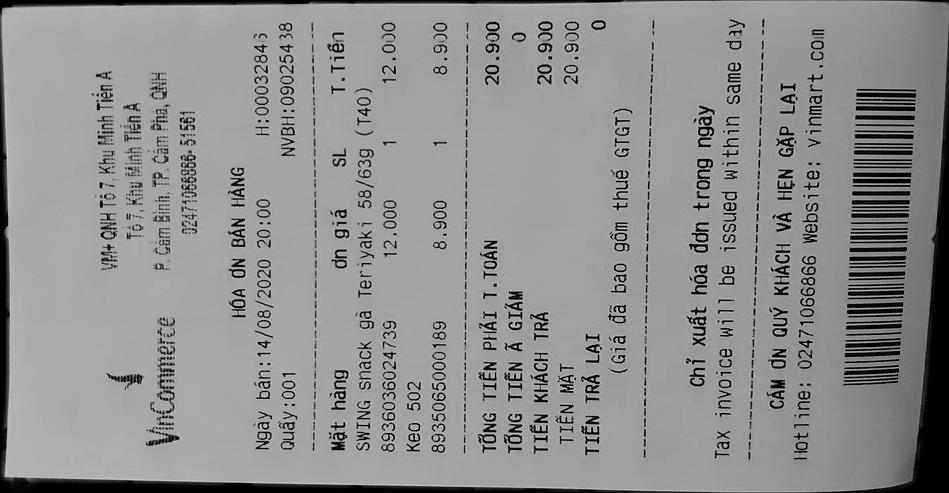 VinCommerce
VM+ QNH Tổ 7, Khu Minh Tiến A
Tổ 7, Khu Minh Tiến A
P. Cẩm Bình, TP. Cẩm Phả, QNH
02471066866- 51561
HÓA ĐƠN BÁN HÀNG
Ngày bán:14/08/2020 20:00 H:00032845
Quầy:001 NVBH:09025438
Mặt hàng đn giá SL T.Tiền
SWING snack gà Teriyaki 58/63g (T40)
8936036024739 12.000 1 12.000
Keo 502
8935065000189 8.900 1 8.900
TỔNG TIỀN PHẢI T.TOÁN 20.900
TỔNG TIỀN Ã GIẢM 0
TIỀN KHÁCH TRẢ 20.900
TIỀN MẶT 20.900
TIỀN TRẢ LẠI 0
(Giá đã bao gồm thuế GTGT)
Chỉ xuất hóa đơn trong ngày
Tax invoice will be issued within same day
CẢM ƠN QUÝ KHÁCH VÀ HẸN GẶP LẠI
Hotline: 02471066866 Website: vinmart.com